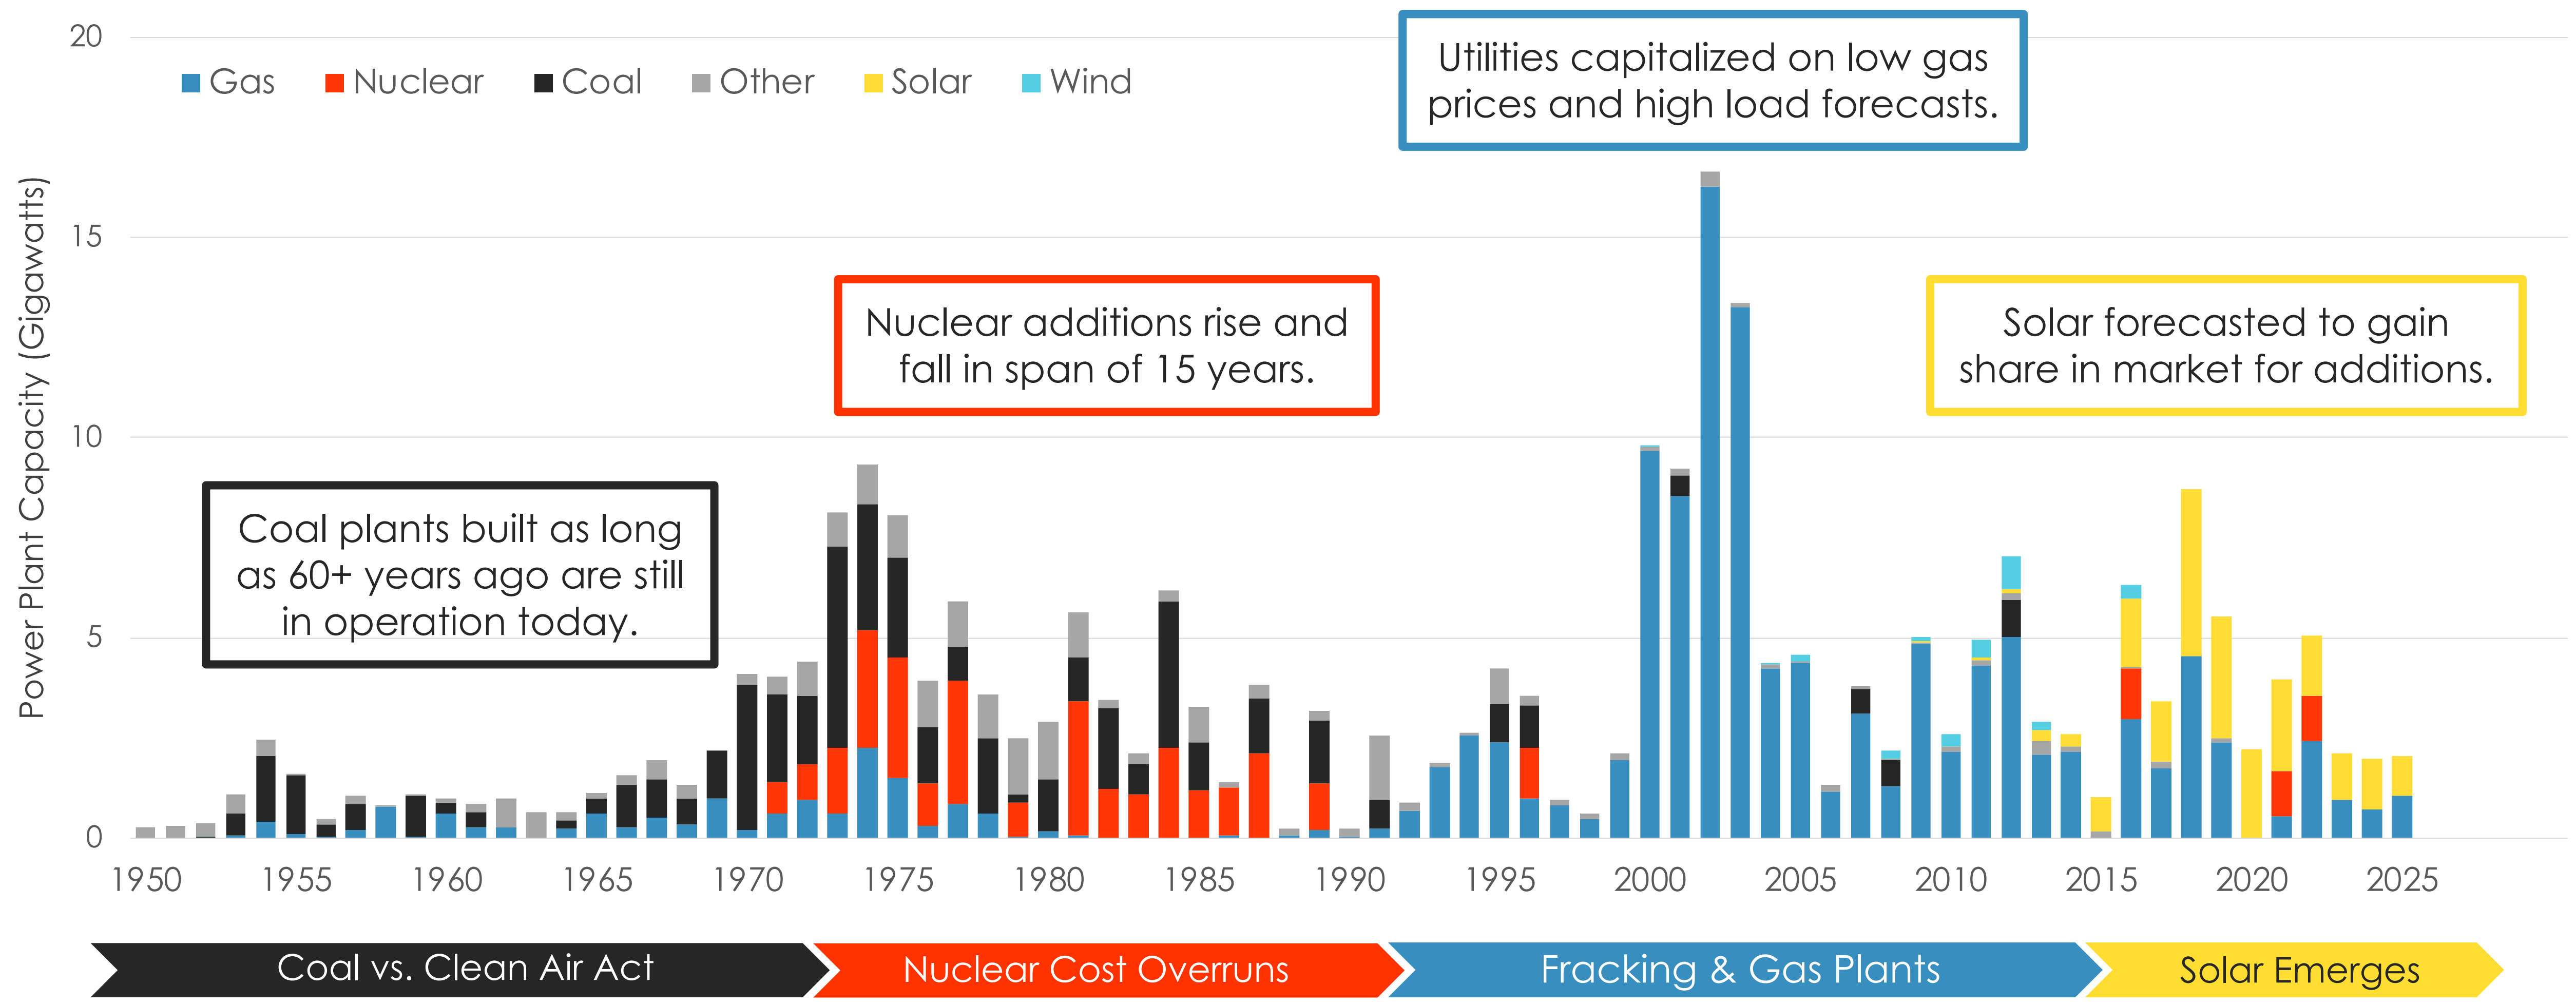 20
Gas Nuclear Coal Other Solar Wind
Utilities capitalized on low gas
prices and high load forecasts.
Power Plant Capacity (Gigawatts)
15
Nuclear additions rise and
fall in span of 15 years.
Solar forecasted to gain
share in market for additions.
10
Coal plants built as long
as 60+ years ago are still
in operation today.
5
0
1950 1955 1960 1965 1970 1975 1980 1985 1990 1995 2000 2005 2010 2015 2020 2025
Coal vs. Clean Air Act Nuclear Cost Overruns Fracking & Gas Plants Solar Emerges